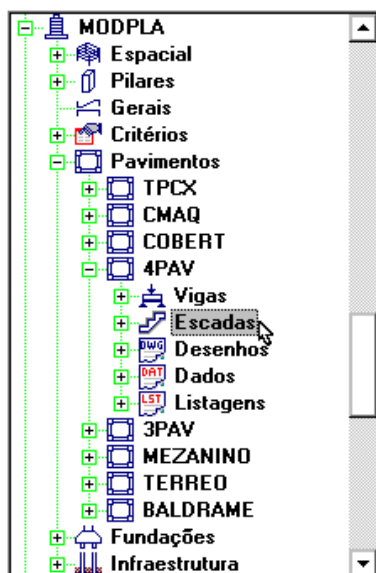 MODPLA
Espacial
Pilares
Gerais
Critérios
Pavimentos
TPCX
CMAQ
COBERT
4PAV
Vigas
Escadas
DWG Desenhos
DAT Dados
LST Listagens
3PAV
MEZANINO
TERREO
BALDRAME
Fundações
Infraestrutura